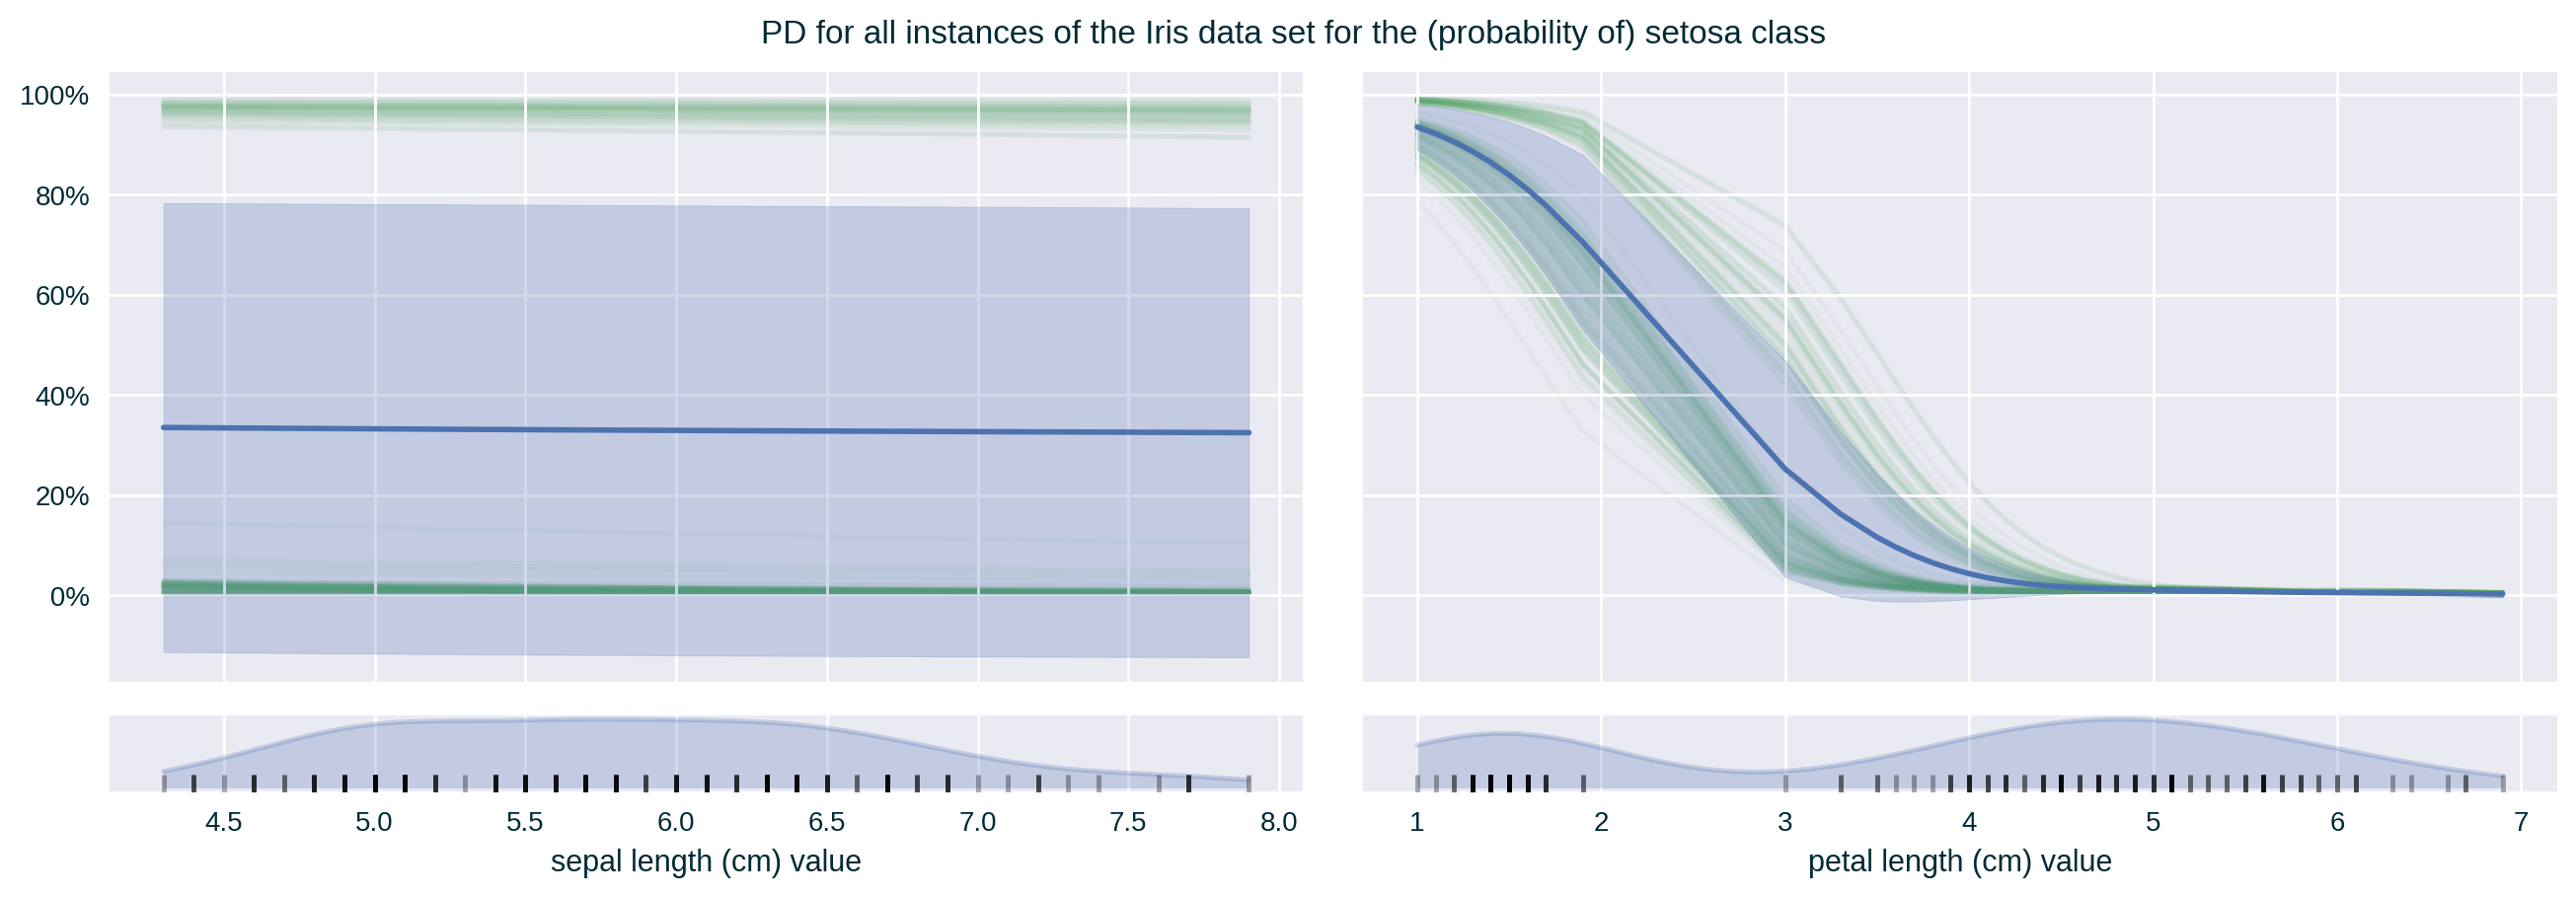 PD for all instances of the Iris data set for the (probability of) setosa class
100%
80%
60%
40%
20%
0%
4.5 5.0 5.5 6.0 6.5 7.0 7.5 8.0
sepal length (cm) value
1 2 3 4 5 6 7
petal length (cm) value